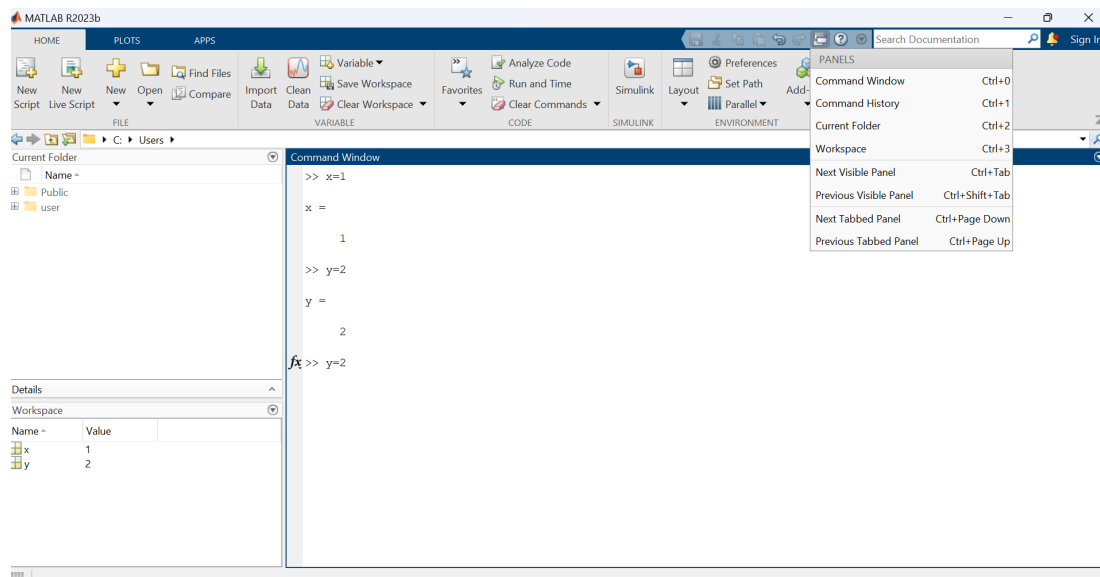 MATLAB R2023b
HOME PLOTS APPS
Search Documentation
Sign In
New Script
New Live Script
New
Open
Find Files
Compare
FILE
Import Data
Clean Data
Variable
Save Workspace
Clear Workspace
VARIABLE
Favorites
Analyze Code
Run and Time
Clear Commands
CODE
Simulink
SIMULINK
Layout
Preferences
Set Path
Parallel
Add-
ENVIRONMENT
PANELS
Command Window Ctrl+0
Command History Ctrl+1
Current Folder Ctrl+2
Workspace Ctrl+3
Next Visible Panel Ctrl+Tab
Previous Visible Panel Ctrl+Shift+Tab
Next Tabbed Panel Ctrl+Page Down
Previous Tabbed Panel Ctrl+Page Up
C: Users
Current Folder
Name
Public
user
Details
Workspace
Name Value
x 1
y 2
Command Window
>> x=1
x =
1
>> y=2
y =
2
fx >> y=2